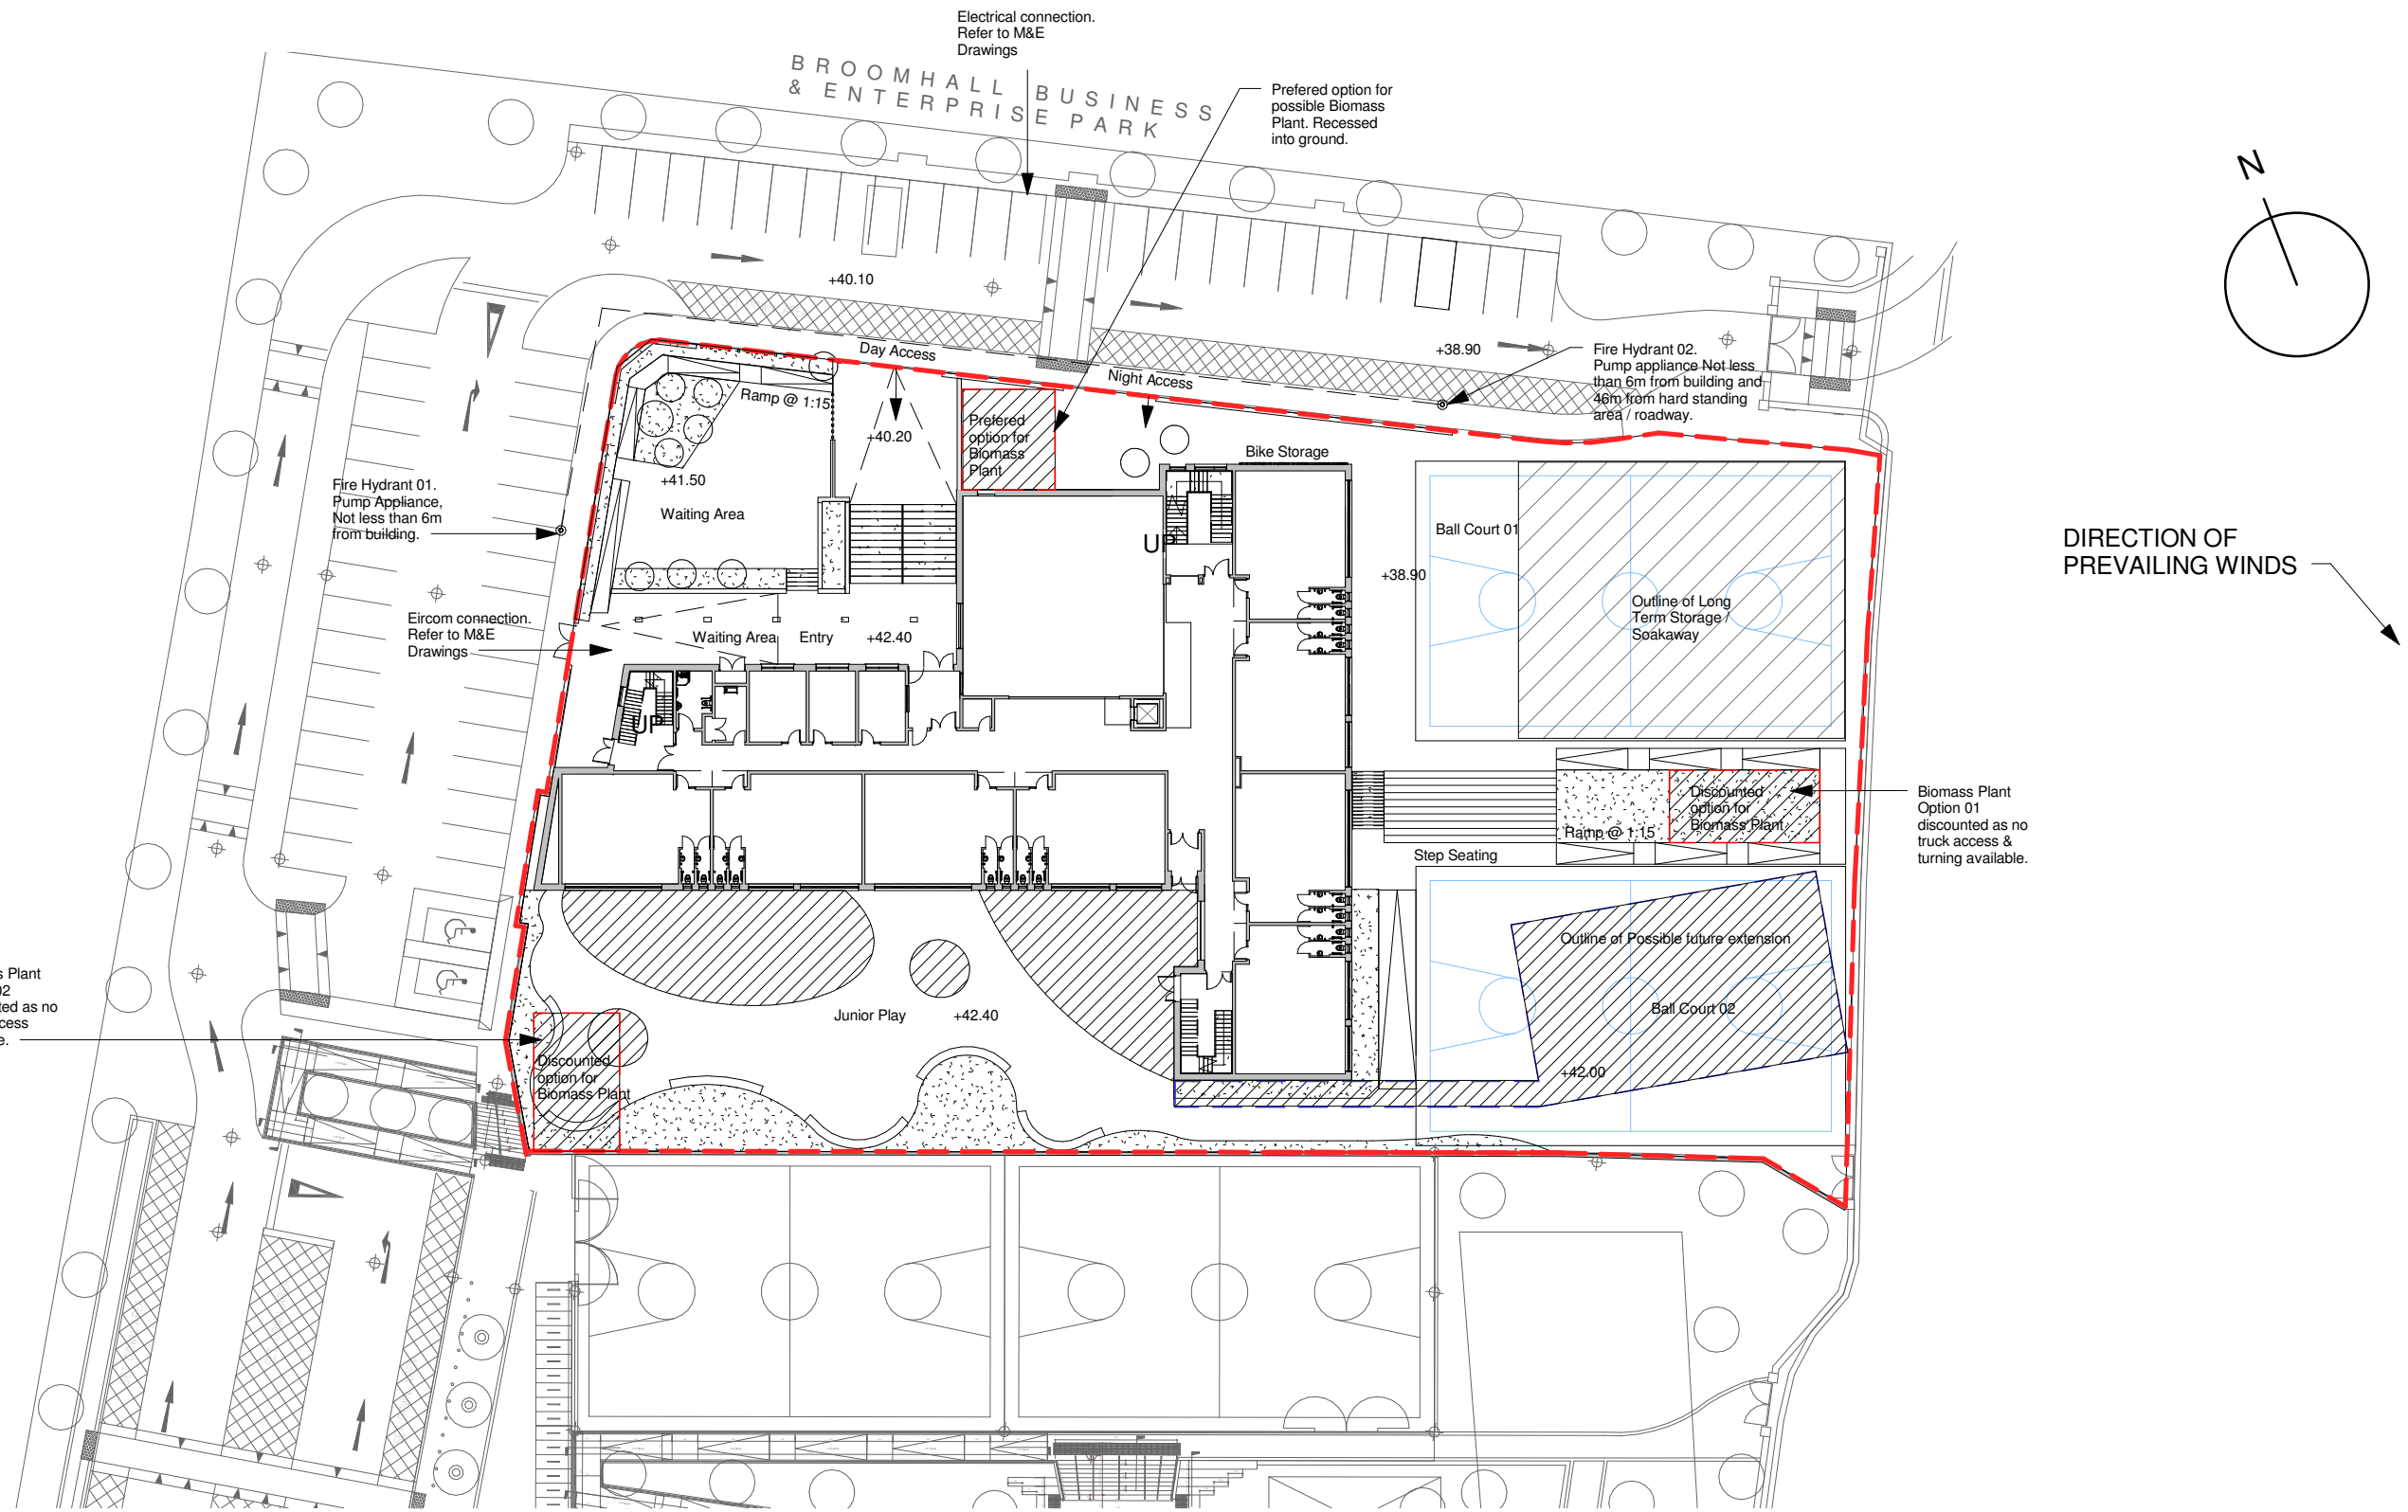 Electrical connection.
Refer to M&E
Drawings
BROOMHALL BUSINESS
& ENTERPRISE PARK
Prefered option for
possible Biomass
Plant. Recessed
into ground.
N
+40.10
Day Access
Night Access
+38.90
Fire Hydrant 02.
Pump appliance Not less
than 6m from building and
46m from hard standing
area / roadway.
Ramp @ 1:15
+40.20
Prefered
option for
Biomass
Plant
Bike Storage
+41.50
Waiting Area
Fire Hydrant 01.
Pump Appliance,
Not less than 6m
from building.
UP
Ball Court 01
+38.90
DIRECTION OF
PREVAILING WINDS
Outline of Long
Term Storage /
Soakaway
Eircom connection.
Refer to M&E
Drawings
Waiting Area
Entry
+42.40
UP
Discounted
option for
Biomass Plant
Ramp @ 1:15
Biomass Plant
Option 01
discounted as no
truck access &
turning available.
Step Seating
Outline of Possible future extension
Ball Court 02
+42.00
Junior Play
+42.40
Plant
02
ted as no
cess
e.
Discounted
option for
Biomass Plant